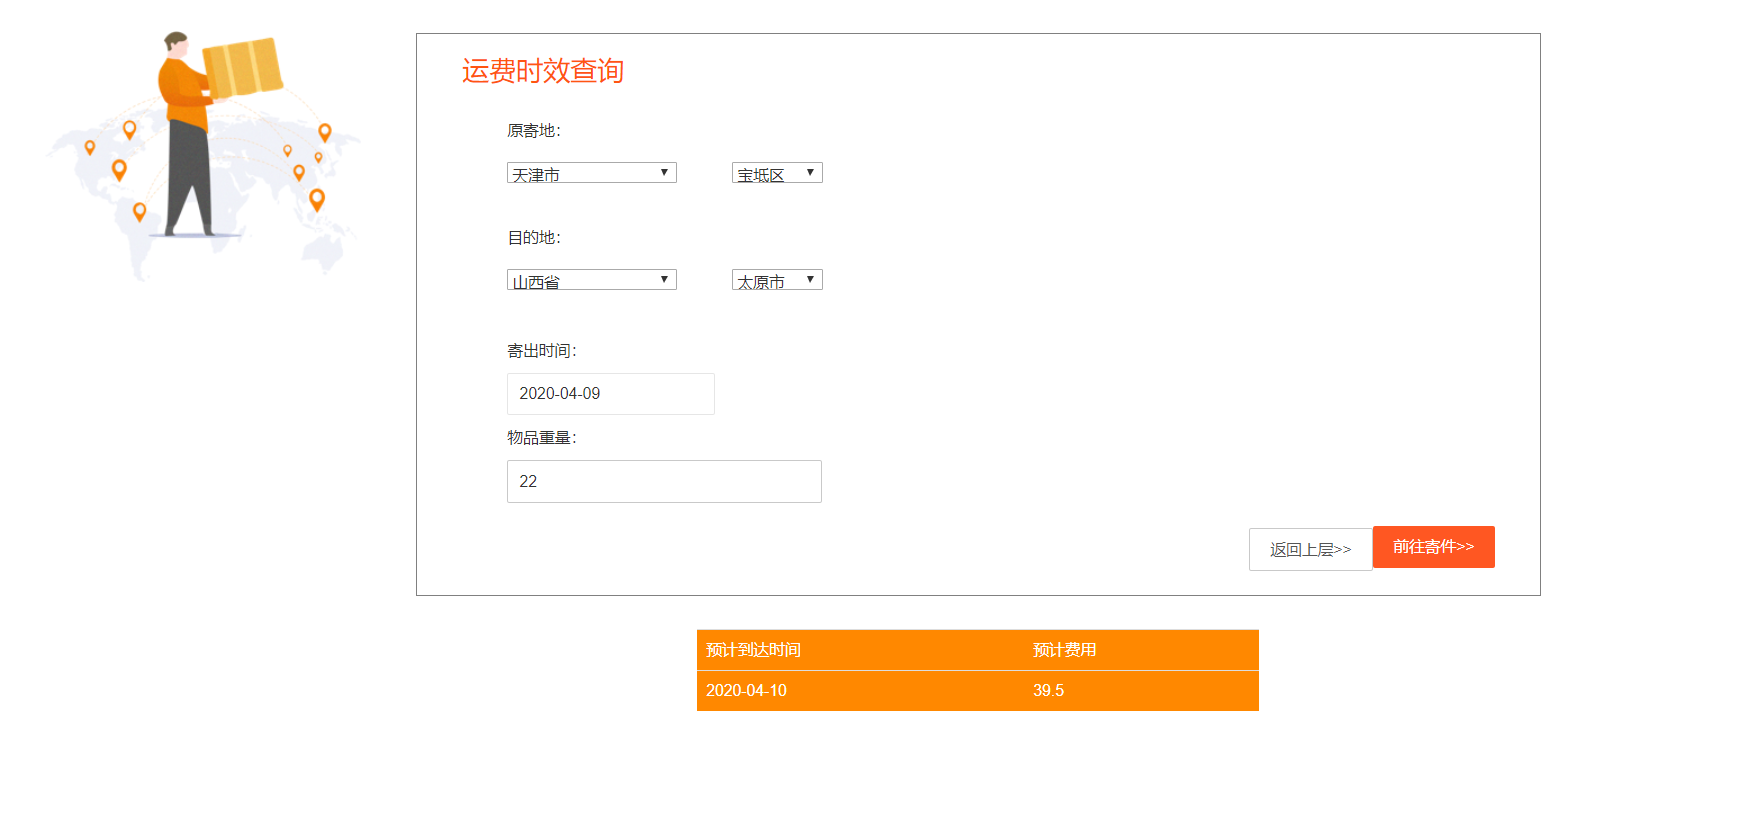 运费时效查询
原寄地：
天津市 宝坻区
目的地：
山西省 太原市
寄出时间：
2020-04-09
物品重量：
22
返回上层>> 前往寄件>>
预计到达时间 预计费用
2020-04-10 39.5